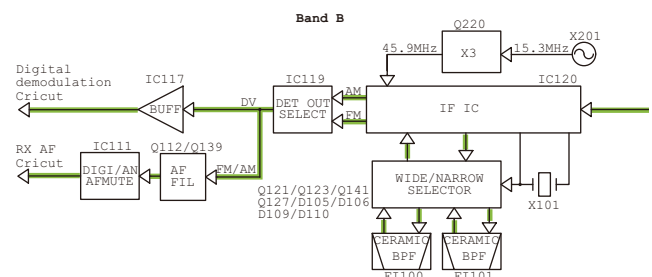 Band B
Q220
X201
45.9MHz
X3
15.3MHz
Digital
demodulation
Cricut
IC117
IC119
IC120
BUFF
DV
DET OUT
SELECT
AM
FM
IF IC
RX AF
Cricut
IC111
Q112/Q139
DIGI/AN
AFMUTE
AF
FIL
FM/AM
Q121/Q123/Q141
Q127/D105/D106
D109/D110
WIDE/NARROW
SELECTOR
X101
CERAMIC
BPF
CERAMIC
BPF
FI100
FI101